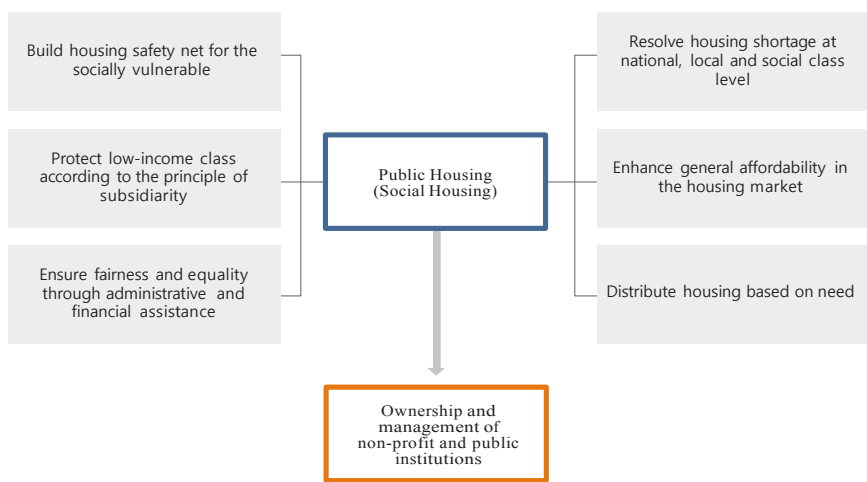 Build housing safety net for the
socially vulnerable
Protect low-income class
according to the principle of
subsidiarity
Ensure fairness and equality
through administrative and
financial assistance
Public Housing
(Social Housing)
Resolve housing shortage at
national, local and social class
level
Enhance general affordability in
the housing market
Distribute housing based on need
Ownership and
management of
non-profit and public
institutions